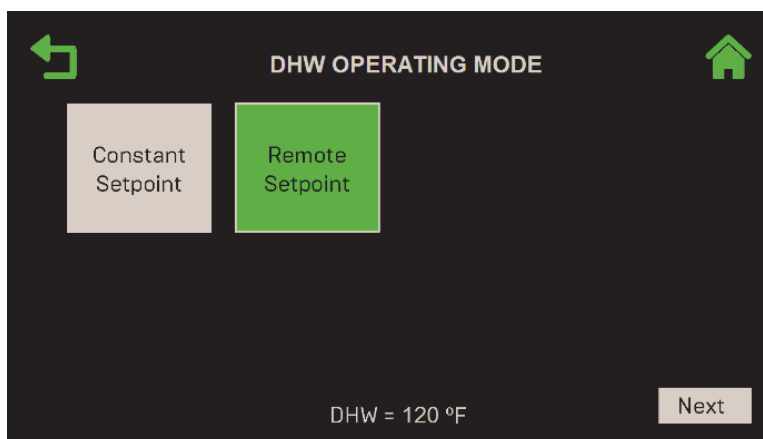 DHW OPERATING MODE
Constant
Setpoint
Remote
Setpoint
DHW = 120 ºF
Next